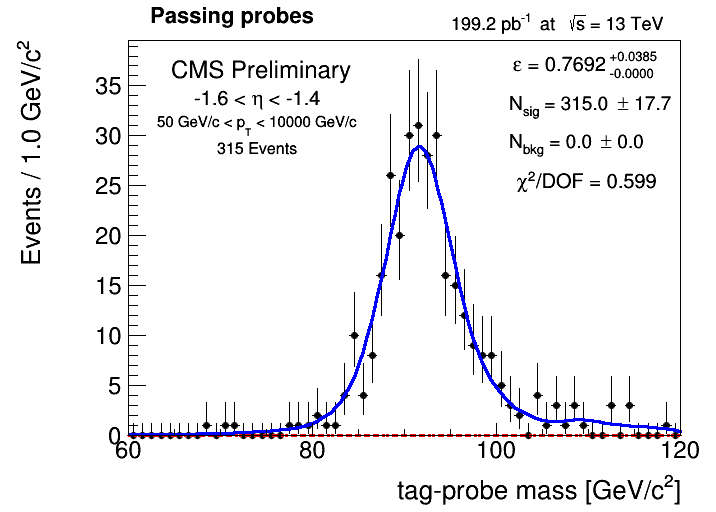 Passing probes
199.2 pb⁻¹ at √s = 13 TeV
CMS Preliminary
-1.6 < η < -1.4
50 GeV/c < p_T < 10000 GeV/c
315 Events
ε = 0.7692 +0.0385 -0.0000
N_sig = 315.0 ± 17.7
N_bkg = 0.0 ± 0.0
χ²/DOF = 0.599
Events / 1.0 GeV/c²
35
30
25
20
15
10
5
0
60 80 100 120
tag-probe mass [GeV/c²]